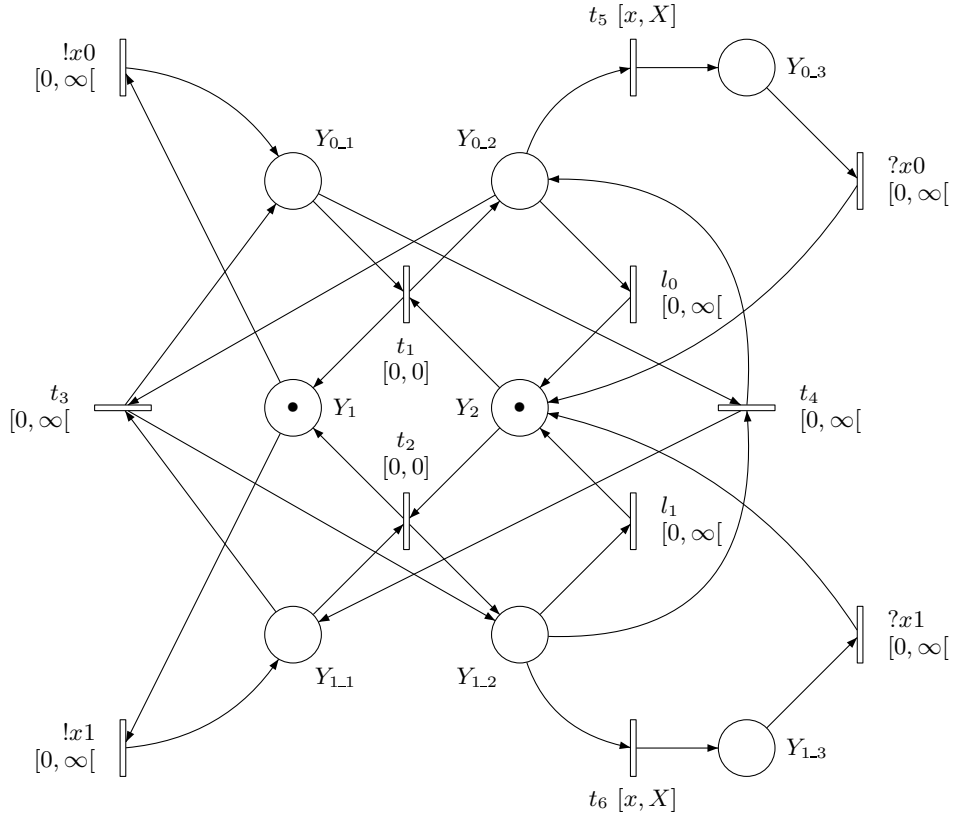 t₅ [x, X]
!x0
[0, ∞[
Y₀_₃
Y₀_₁
Y₀_₂
?x0
[0, ∞[
l₀
[0, ∞[
t₁
[0, 0]
t₃
[0, ∞[
Y₁
Y₂
t₄
[0, ∞[
t₂
[0, 0]
l₁
[0, ∞[
?x1
[0, ∞[
Y₁_₁
Y₁_₂
!x1
[0, ∞[
Y₁_₃
t₆ [x, X]